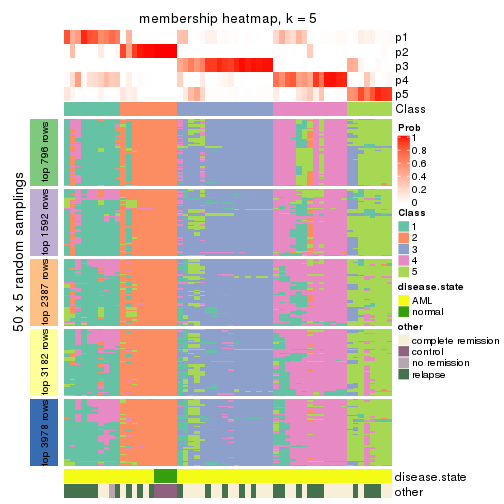 membership heatmap, k = 5
p1
p2
p3
p4
p5
Class
50 x 5 random samplings
top 796 rows
top 1592 rows
top 2387 rows
top 3182 rows
top 3978 rows
disease.state
other
Prob
1
0.8
0.6
0.4
0.2
0
Class
1
2
3
4
5
disease.state
AML
normal
other
complete remission
control
no remission
relapse